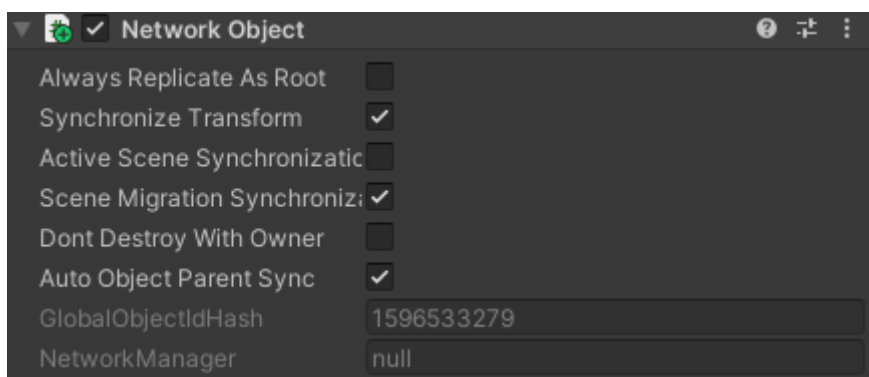 Network Object
Always Replicate As Root
Synchronize Transform
Active Scene Synchronizatic
Scene Migration Synchroniza
Dont Destroy With Owner
Auto Object Parent Sync
GlobalObjectIdHash 1596533279
NetworkManager null